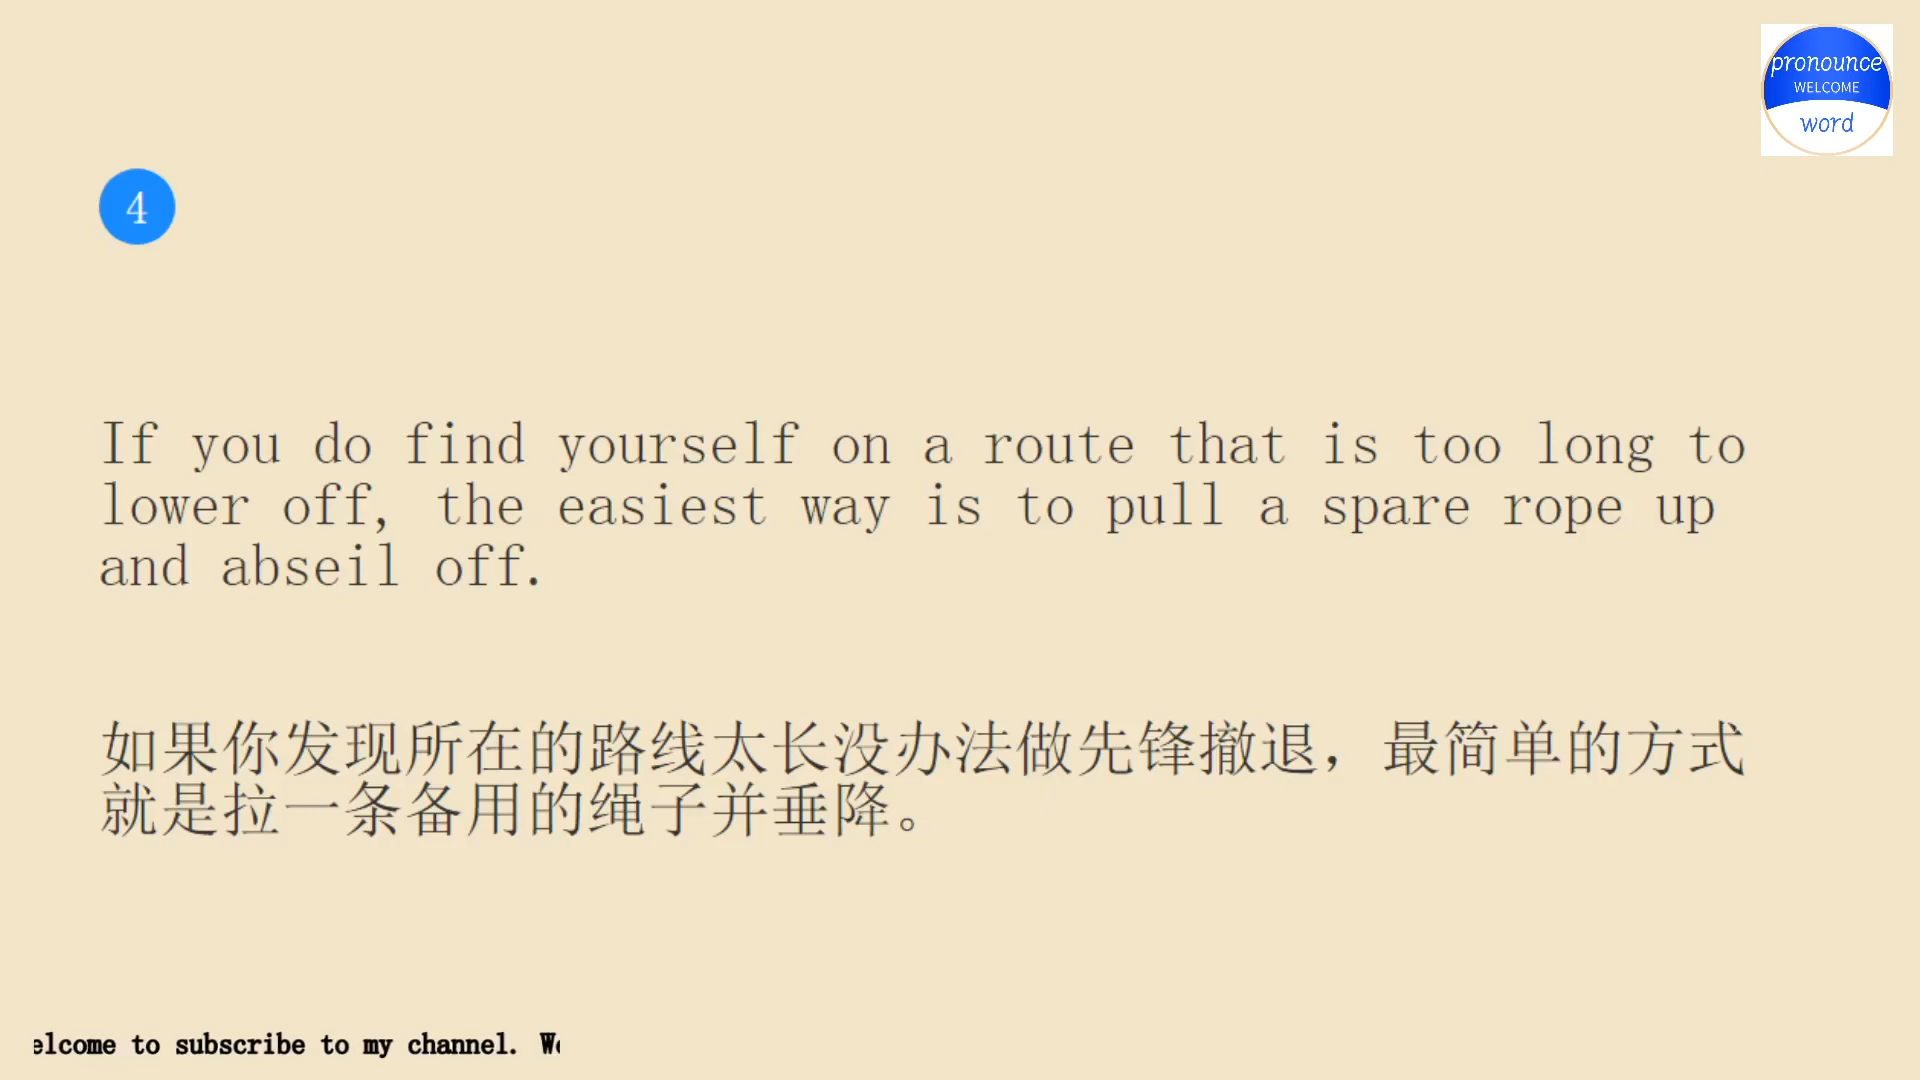 pronounce
WELCOME
word
4
If you do find yourself on a route that is too long to
lower off, the easiest way is to pull a spare rope up
and abseil off.
如果你发现所在的路线太长没办法做先锋撤退，最简单的方式
就是拉一条备用的绳子并垂降。
elcome to subscribe to my channel. We